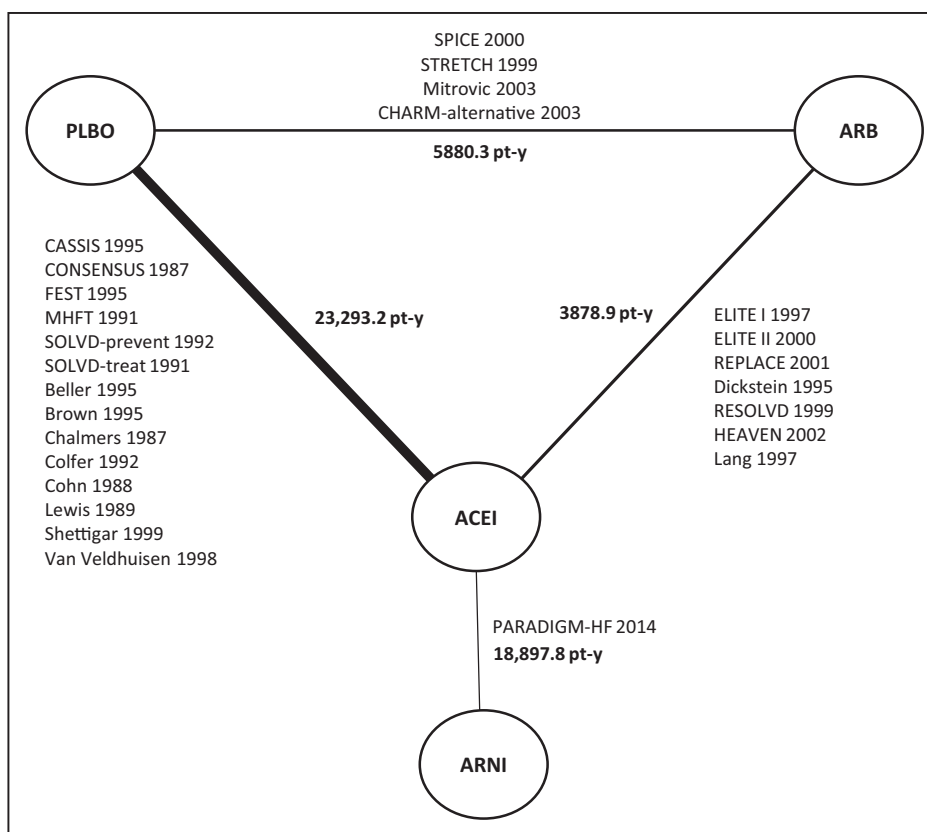 SPICE 2000
STRETCH 1999
Mitrovic 2003
CHARM-alternative 2003
PLBO
ARB
5880.3 pt-y
CASSIS 1995
CONSENSUS 1987
FEST 1995
MHFT 1991
SOLVD-prevent 1992
SOLVD-treat 1991
Beller 1995
Brown 1995
Chalmers 1987
Colfer 1992
Cohn 1988
Lewis 1989
Shettigar 1999
Van Veldhuisen 1998
23,293.2 pt-y
3878.9 pt-y
ELITE I 1997
ELITE II 2000
REPLACE 2001
Dickstein 1995
RESOLVD 1999
HEAVEN 2002
Lang 1997
ACEI
PARADIGM-HF 2014
18,897.8 pt-y
ARNI